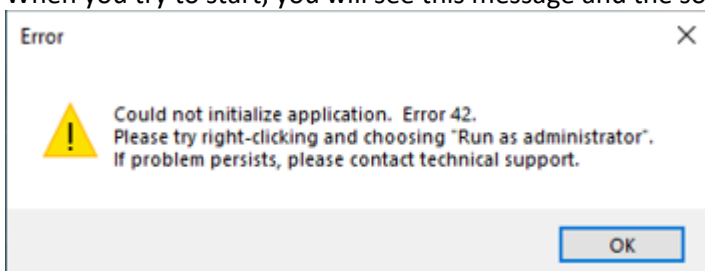 When you try to start, you will see this message and the so
Error
Could not initialize application. Error 42.
Please try right-clicking and choosing "Run as administrator".
If problem persists, please contact technical support.
OK